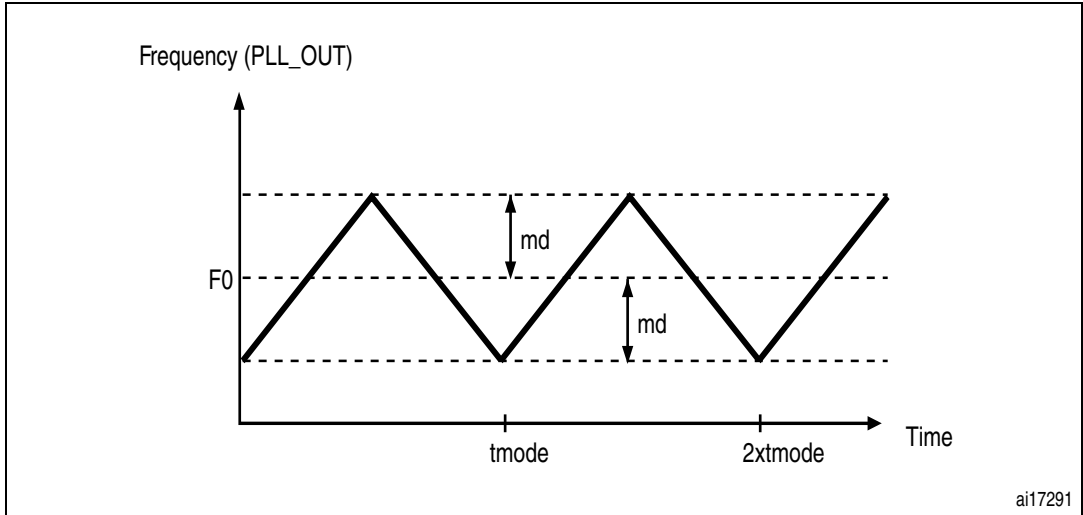 Frequency (PLL_OUT)
md
F0
md
tmode
2xtmode
Time
ai17291